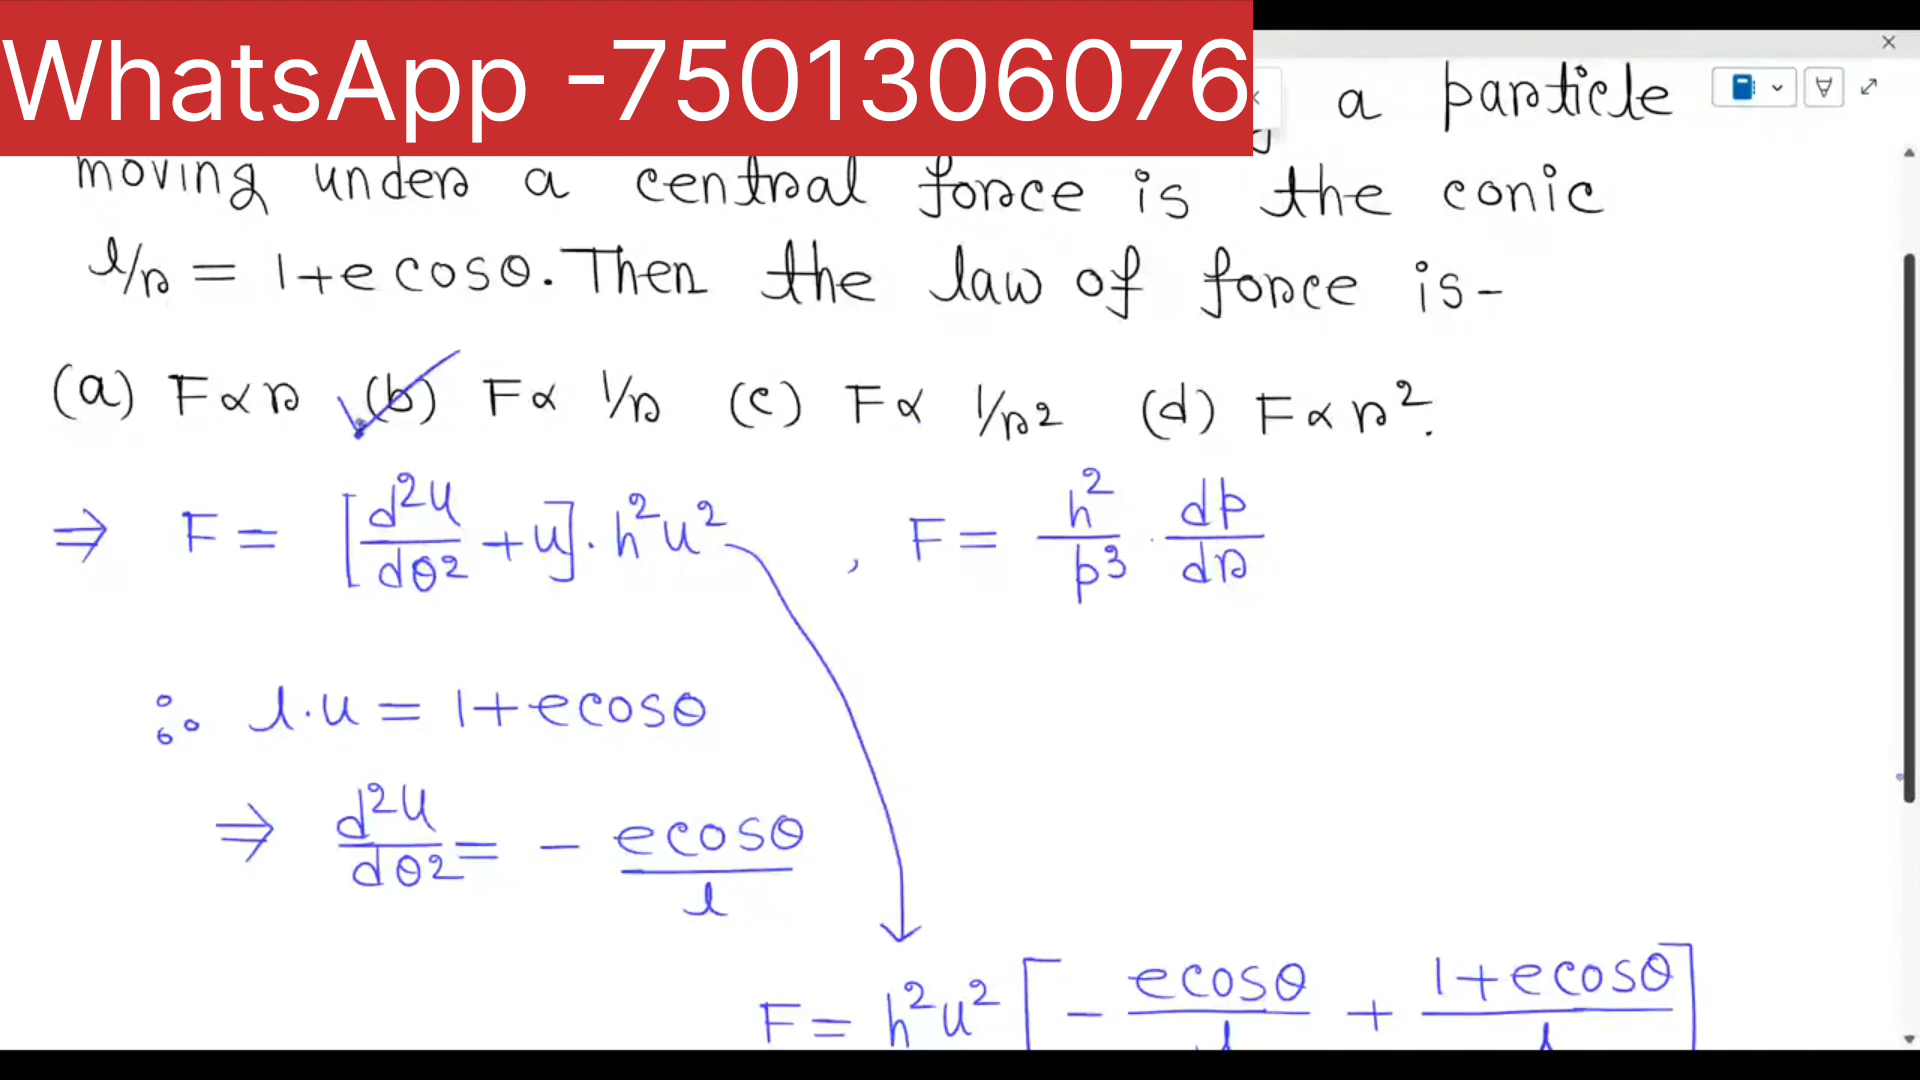 WhatsApp -7501306076
a particle
moving under a central force is the conic
l/r = 1+e cosθ. Then the law of force is-
(a) F∝r (b) F∝ 1/r (c) F∝ 1/r² (d) F∝r².
⇒ F = [d²u/dθ² + u]·h²u², F = h²/p³ · dp/dr
∴ l·u = 1+ecosθ
⇒ d²u/dθ² = - ecosθ/l
F = h²u² [- ecosθ/l + 1+ecosθ/l]